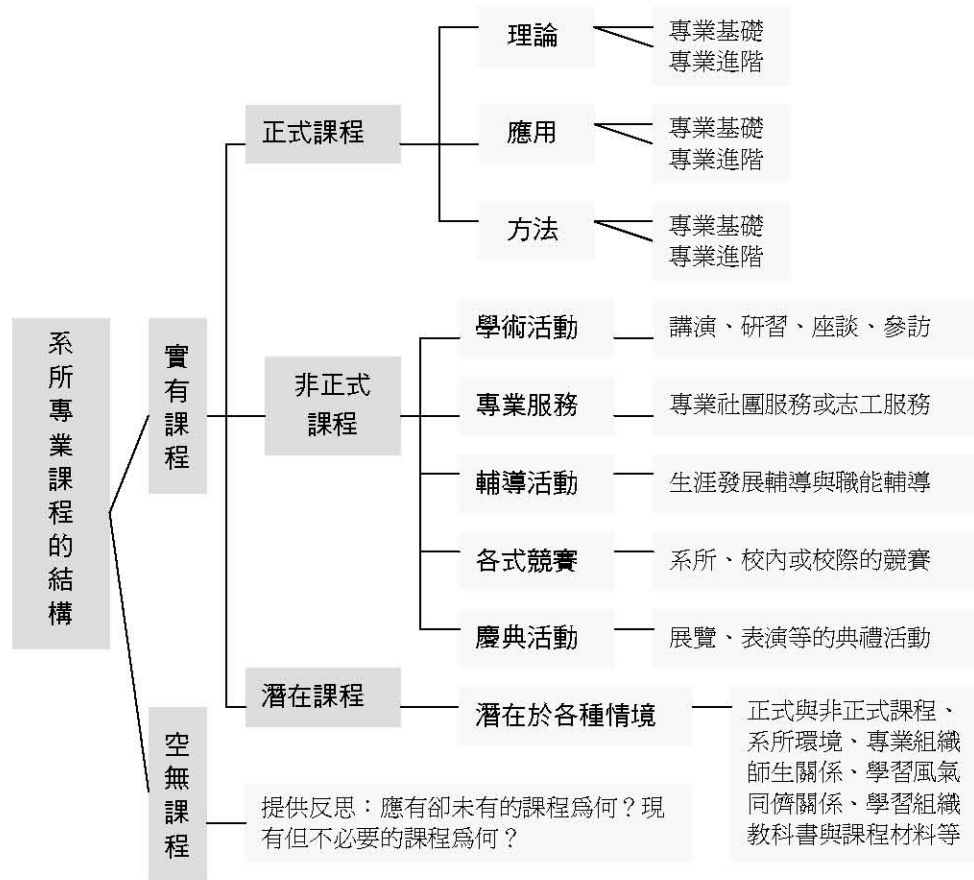 系所專業課程的結構
實有課程
正式課程
理論
專業基礎
專業進階
應用
專業基礎
專業進階
方法
專業基礎
專業進階
非正式
課程
學術活動
講演、研習、座談、參訪
專業服務
專業社團服務或志工服務
輔導活動
生涯發展輔導與職能輔導
各式競賽
系所、校內或校際的競賽
慶典活動
展覽、表演等的典禮活動
潛在課程
潛在於各種情境
正式與非正式課程、
系所環境、專業組織
師生關係、學習風氣
同儕關係、學習組織
教科書與課程材料等
空無課程
提供反思：應有卻未有的課程爲何？現
有但不必要的課程爲何？